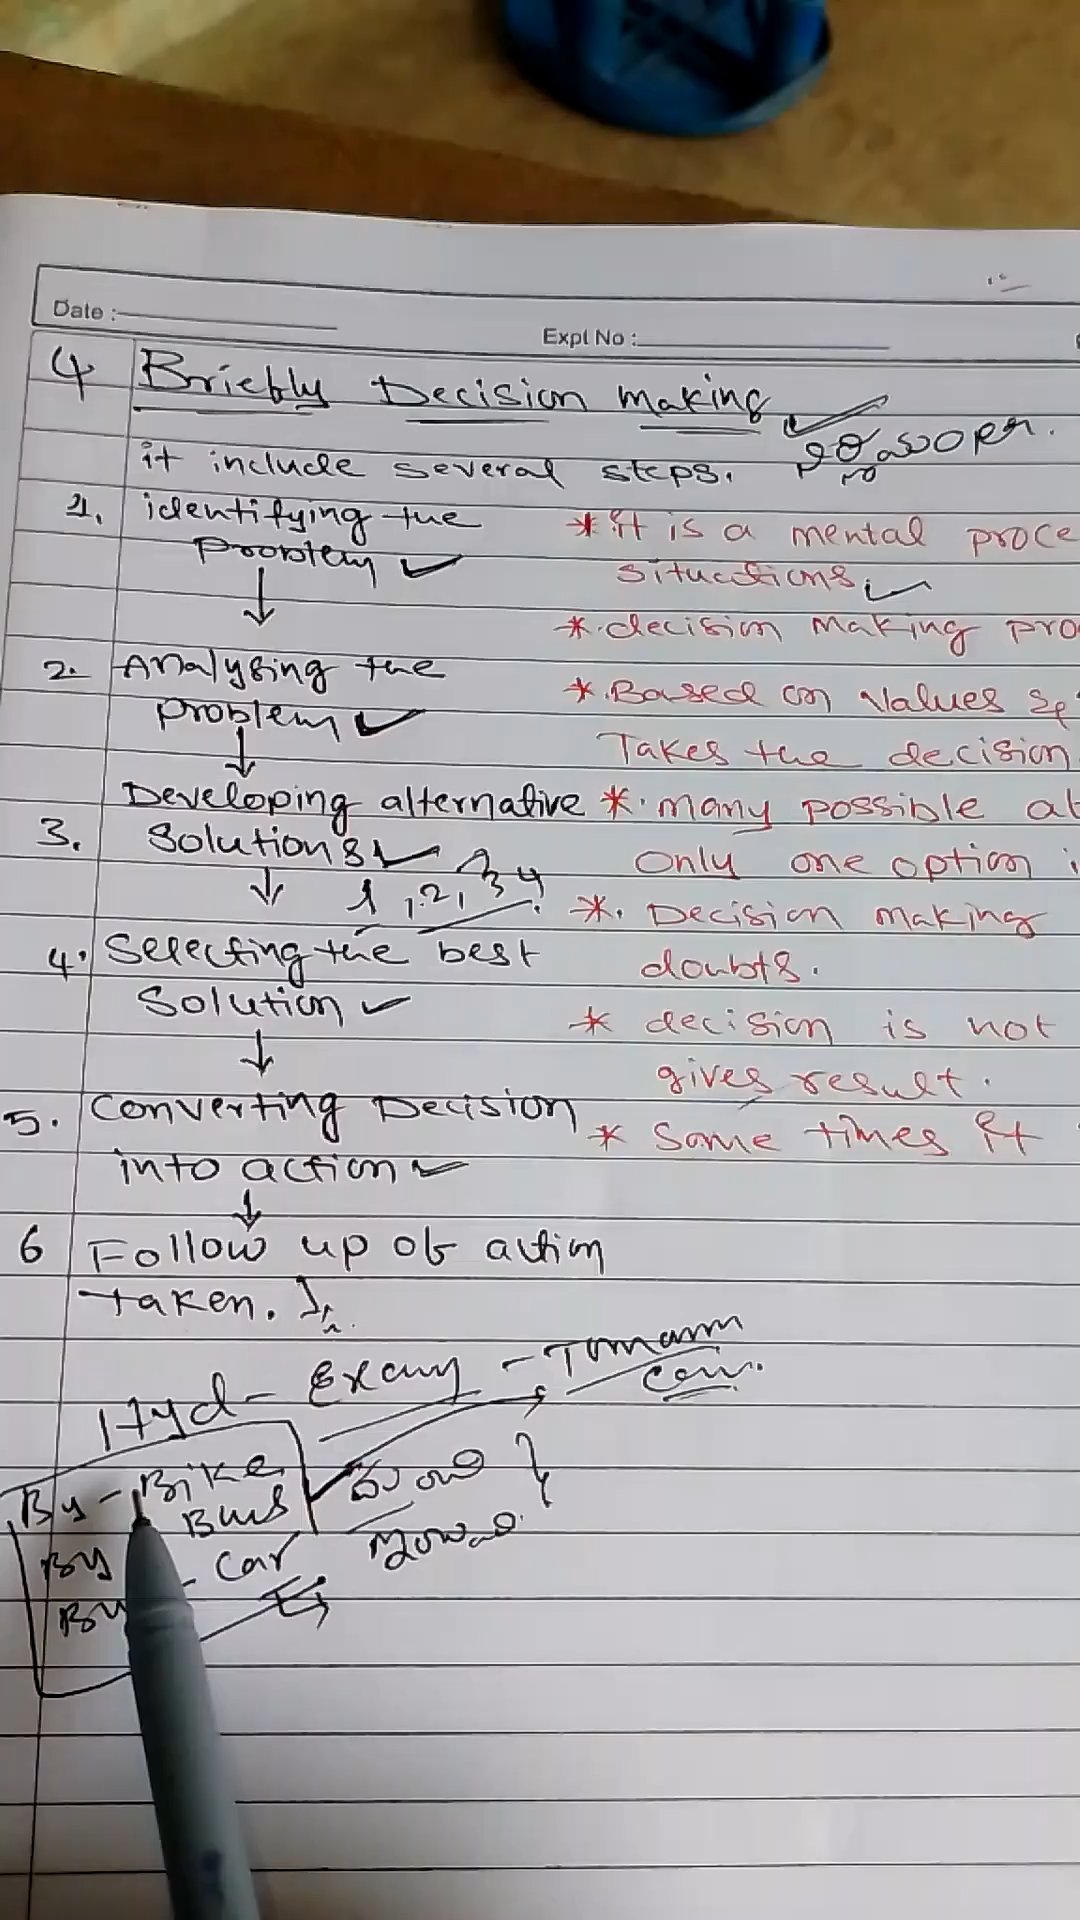 Date :
Expl No :
4 Briefly Decision making
it include several steps.
1. identifying the
problem
2. Analysing the
problem
3. Developing alternative
Solutions
1, 2, 3 4
4. Selecting the best
Solution
5. Converting Decision
into action
6 Follow up of action
taken.
* it is a mental proce
situations
* decision making pro
* Based on values
Takes the decision
* many possible al
Only one option i
* Decision making
doubts.
* decision is not
gives result.
* Some times it
Hyd - Exam -
By - Bike
By Bus
By - Car